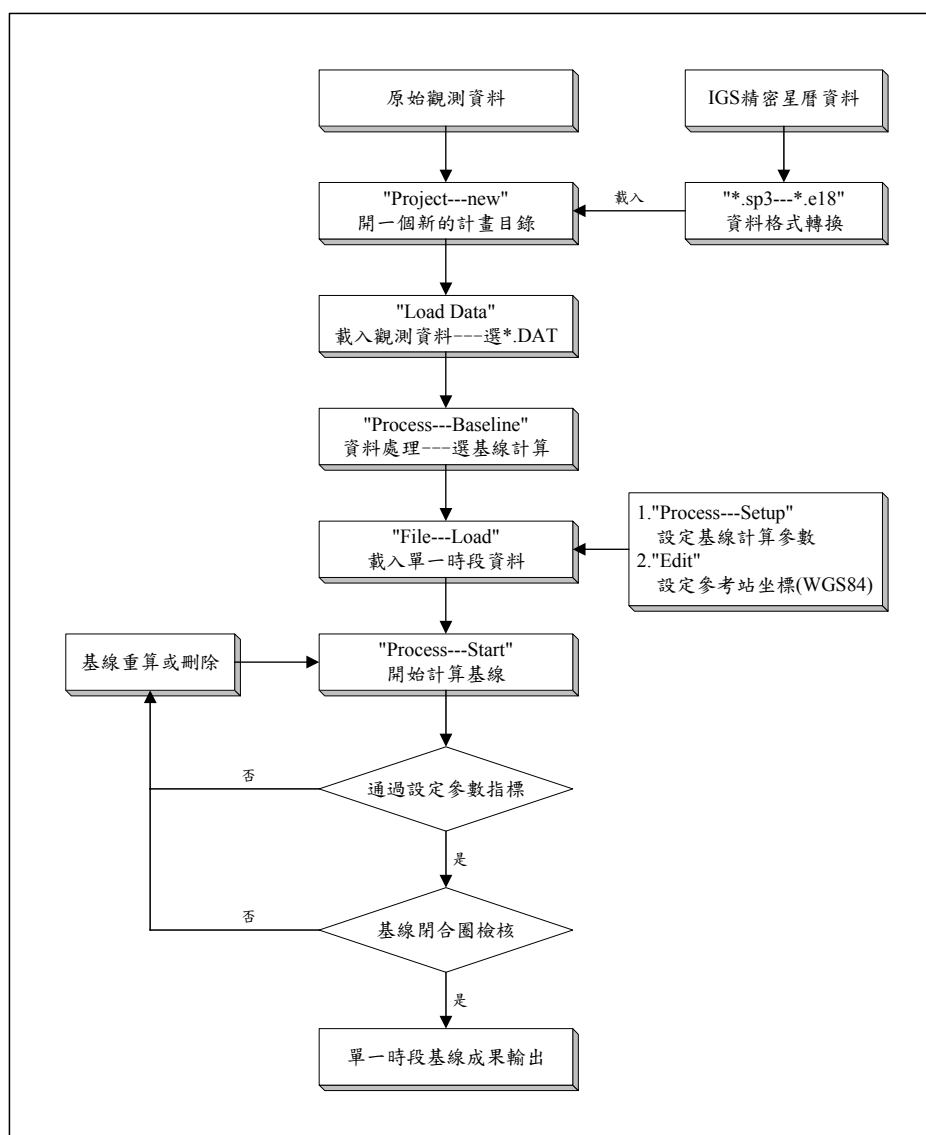 原始觀測資料
IGS精密星曆資料
"Project---new"
開一個新的計畫目錄
載入
"*.sp3---*.e18"
資料格式轉換
"Load Data"
載入觀測資料---選*.DAT
"Process---Baseline"
資料處理---選基線計算
"File---Load"
載入單一時段資料
1."Process---Setup"
設定基線計算參數
2."Edit"
設定參考站坐標(WGS84)
基線重算或刪除
"Process---Start"
開始計算基線
否
通過設定參數指標
是
否
基線閉合圈檢核
是
單一時段基線成果輸出